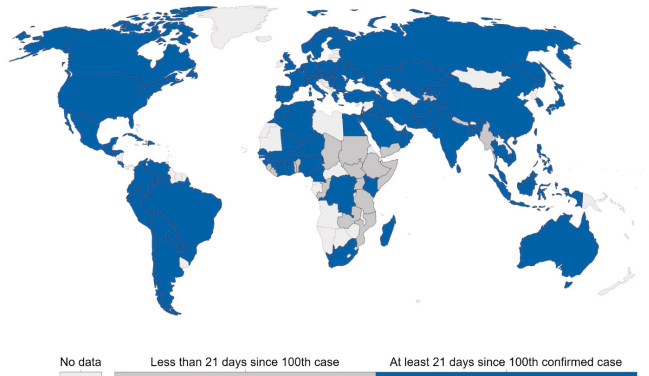 No data
Less than 21 days since 100th case
At least 21 days since 100th confirmed case